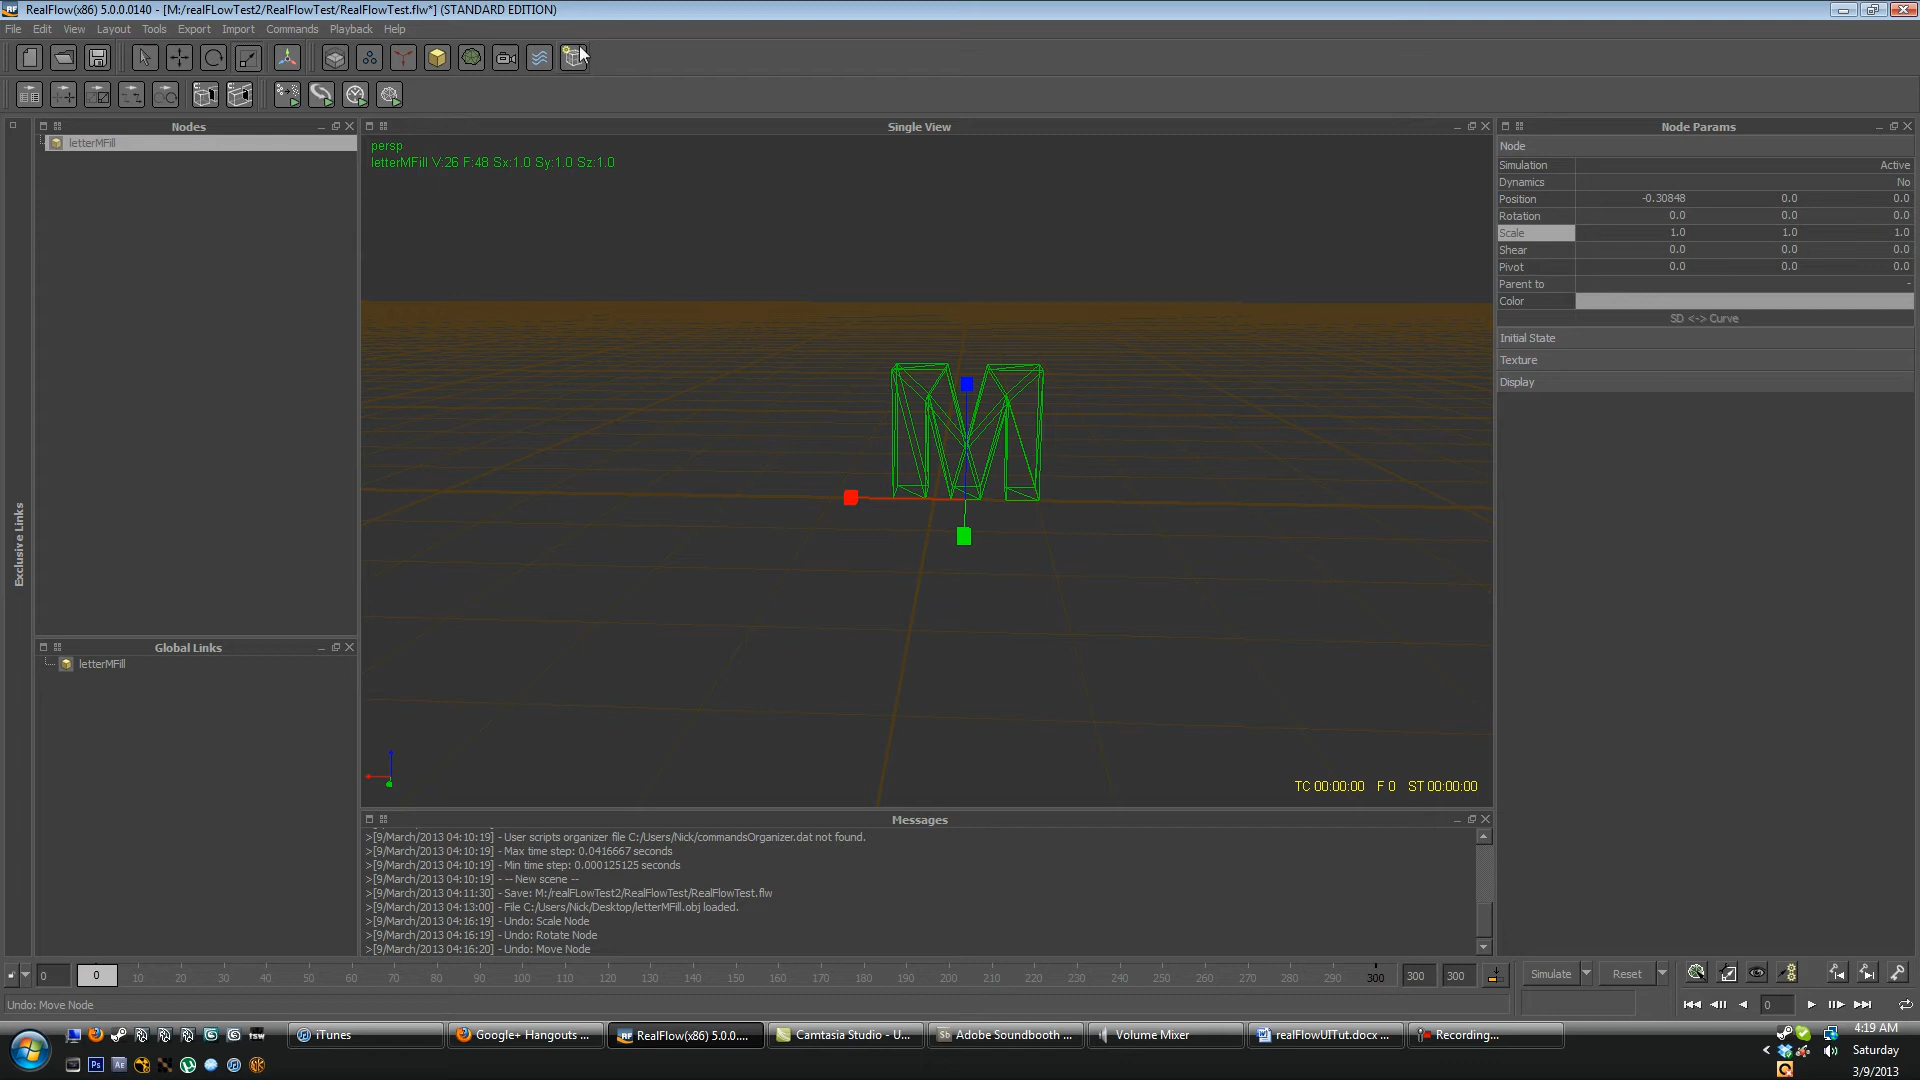 RealFlow(x86) 5.0.0.0140 - [M:/realFLowTest2/RealFlowTest/RealFlowTest.flw*] (STANDARD EDITION)
File Edit View Layout Tools Export Import Commands Playback Help
Nodes
letterMFill
Exclusive Links
Global Links
letterMFill
Single View
persp
letterMFill V:26 F:48 Sx:1.0 Sy:1.0 Sz:1.0
TC 00:00:00 F 0 ST 00:00:00
Node Params
Node
Simulation Active
Dynamics No
Position -0.30848 0.0 0.0
Rotation 0.0 0.0 0.0
Scale 1.0 1.0 1.0
Shear 0.0 0.0 0.0
Pivot 0.0 0.0 0.0
Parent to -
Color
SD <-> Curve
Initial State
Texture
Display
Messages
>[9/March/2013 04:10:19] - User scripts organizer file C:/Users/Nick/commandsOrganizer.dat not found.
>[9/March/2013 04:10:19] - Max time step: 0.0416667 seconds
>[9/March/2013 04:10:19] - Min time step: 0.000125125 seconds
>[9/March/2013 04:10:19] - -- New scene --
>[9/March/2013 04:11:30] - Save: M:/realFLowTest2/RealFlowTest/RealFlowTest.flw
>[9/March/2013 04:13:00] - File C:/Users/Nick/Desktop/letterMFill.obj loaded.
>[9/March/2013 04:16:19] - Undo: Scale Node
>[9/March/2013 04:16:19] - Undo: Rotate Node
>[9/March/2013 04:16:20] - Undo: Move Node
0 0 10 20 30 40 50 60 70 80 90 100 110 120 130 140 150 160 170 180 190 200 210 220 230 240 250 260 270 280 290 300 300 300
Simulate Reset
0
Undo: Move Node
iTunes
Google+ Hangouts ...
RealFlow(x86) 5.0.0....
Camtasia Studio - U...
Adobe Soundbooth ...
Volume Mixer
realFlowUITut.docx ...
Recording...
4:19 AM
Saturday
3/9/2013